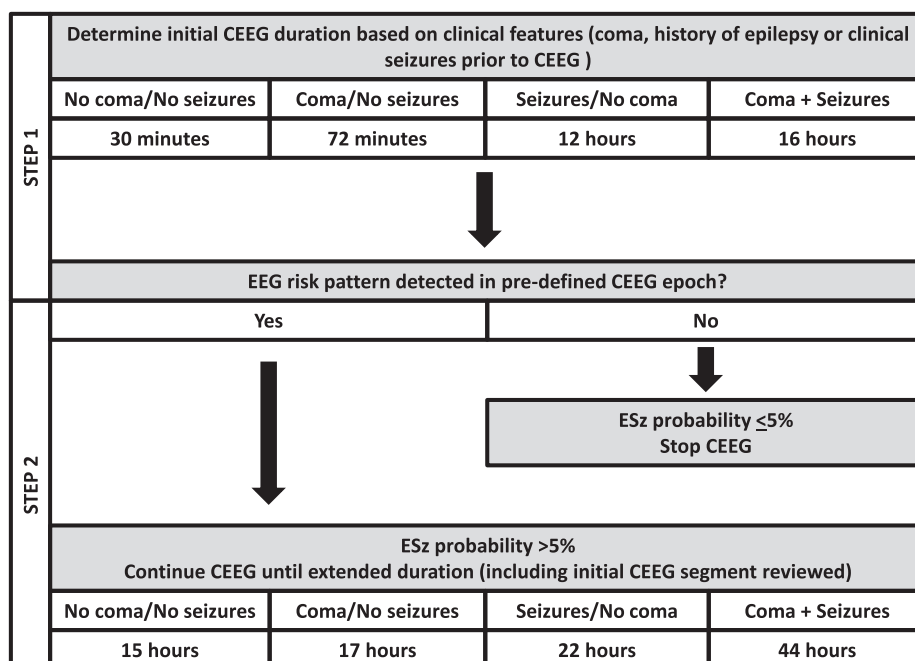 STEP 1
Determine initial CEEG duration based on clinical features (coma, history of epilepsy or clinical
seizures prior to CEEG )
No coma/No seizures Coma/No seizures Seizures/No coma Coma + Seizures
30 minutes 72 minutes 12 hours 16 hours
EEG risk pattern detected in pre-defined CEEG epoch?
STEP 2
Yes No
ESz probability ≤5%
Stop CEEG
ESz probability >5%
Continue CEEG until extended duration (including initial CEEG segment reviewed)
No coma/No seizures Coma/No seizures Seizures/No coma Coma + Seizures
15 hours 17 hours 22 hours 44 hours